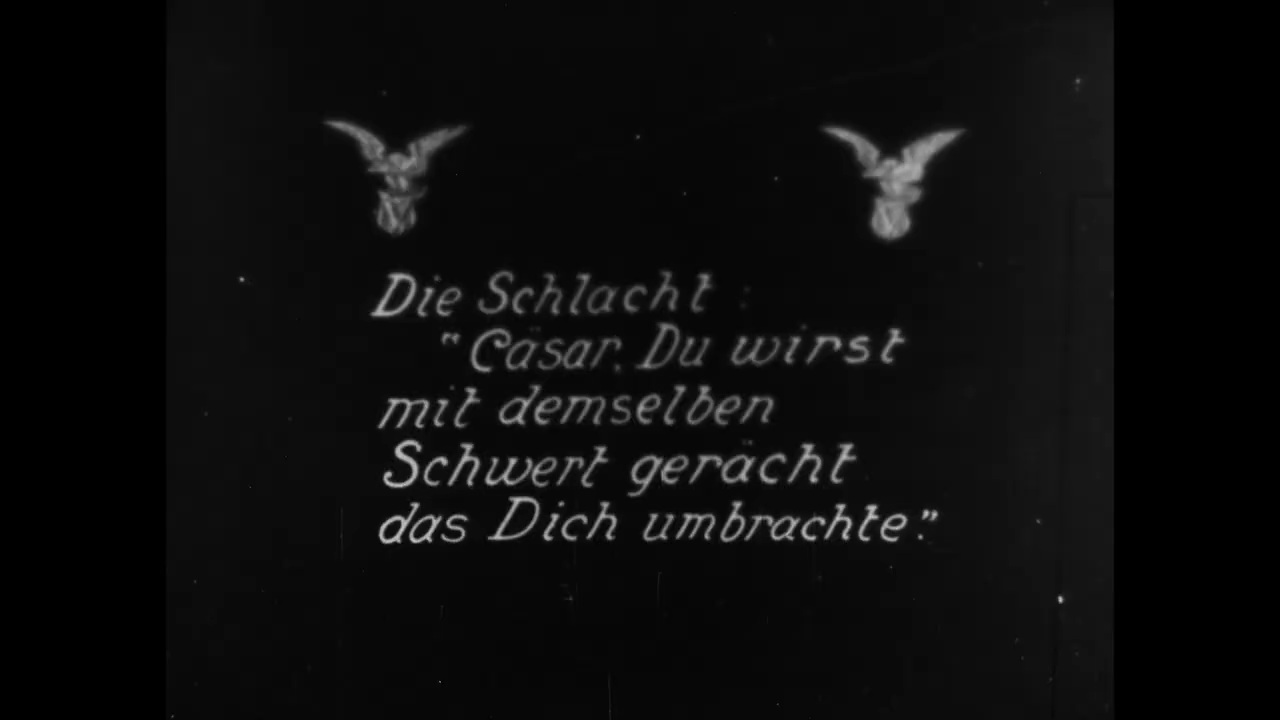 Die Schlacht :
"Cäsar, Du wirst
mit demselben
Schwert gerächt
das Dich umbrachte."